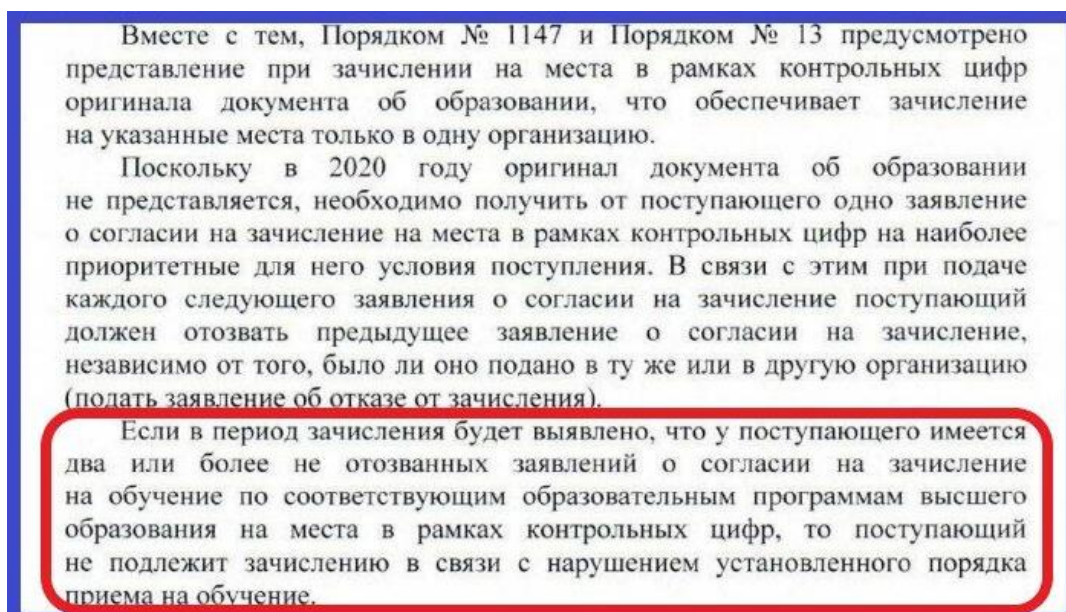 Вместе с тем, Порядком № 1147 и Порядком № 13 предусмотрено
представление при зачислении на места в рамках контрольных цифр
оригинала документа об образовании, что обеспечивает зачисление
на указанные места только в одну организацию.
Поскольку в 2020 году оригинал документа об образовании
не представляется, необходимо получить от поступающего одно заявление
о согласии на зачисление на места в рамках контрольных цифр на наиболее
приоритетные для него условия поступления. В связи с этим при подаче
каждого следующего заявления о согласии на зачисление поступающий
должен отозвать предыдущее заявление о согласии на зачисление,
независимо от того, было ли оно подано в ту же или в другую организацию
(подать заявление об отказе от зачисления).
Если в период зачисления будет выявлено, что у поступающего имеется
два или более не отозванных заявлений о согласии на зачисление
на обучение по соответствующим образовательным программам высшего
образования на места в рамках контрольных цифр, то поступающий
не подлежит зачислению в связи с нарушением установленного порядка
приема на обучение.